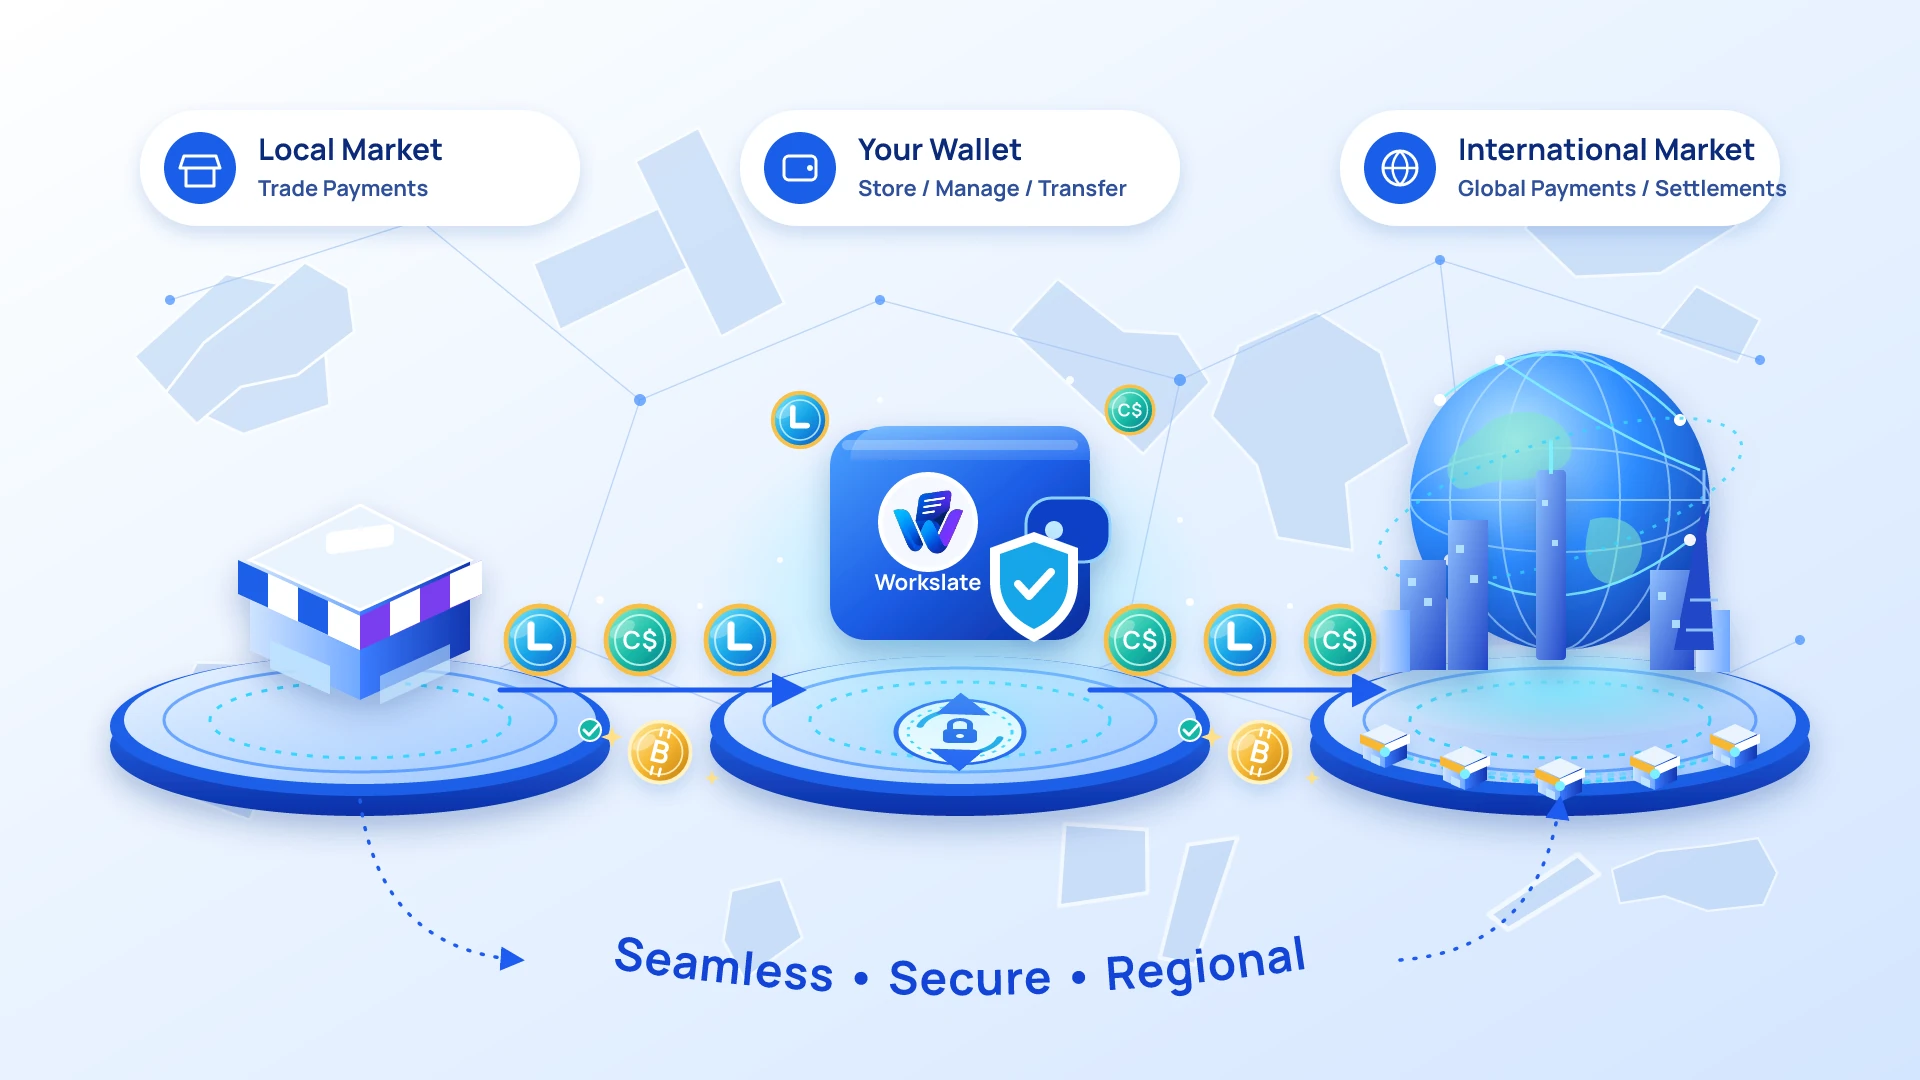 Local Market
Trade Payments
Your Wallet
Store / Manage / Transfer
International Market
Global Payments / Settlements
L
C$
Workslate
L
C$
L
C$
L
C$
B
B
Seamless • Secure • Regional